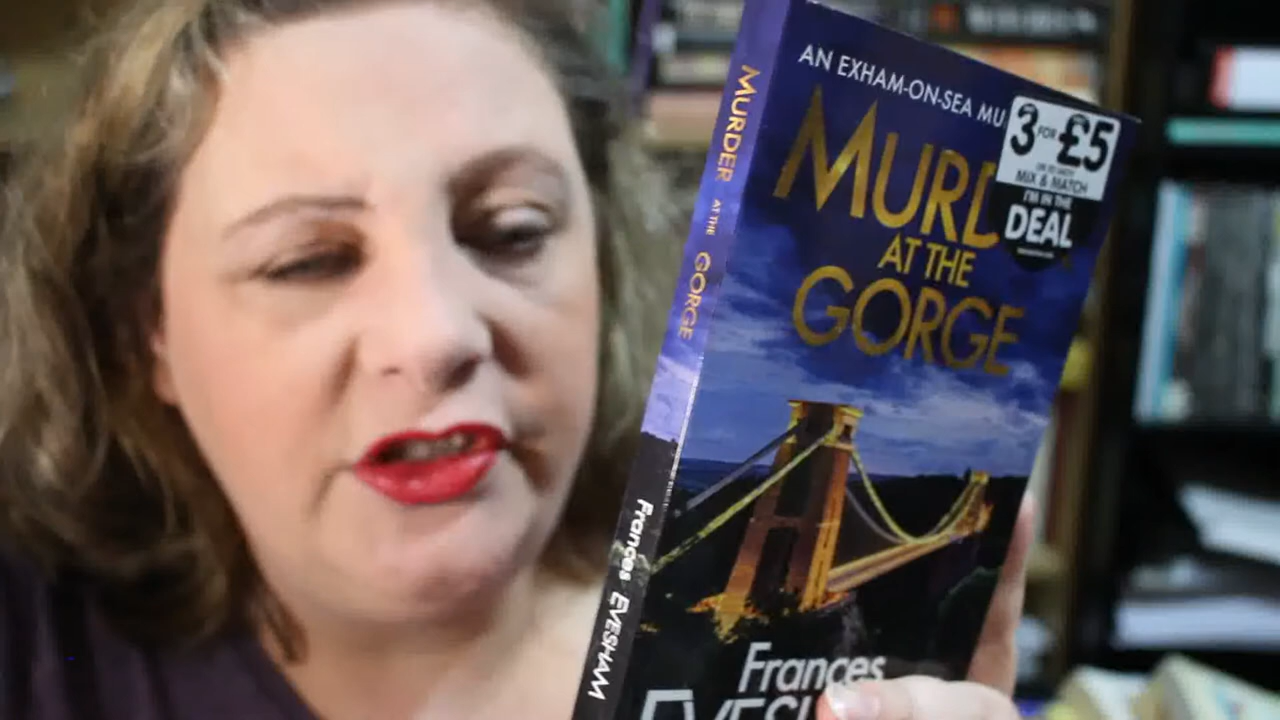 AN EXHAM-ON-SEA MU
MURD
AT THE
GORGE
3 FOR £5
MIX & MATCH
I'M IN THE
DEAL
Frances
MURDER AT THE GORGE
Frances EVESHAM